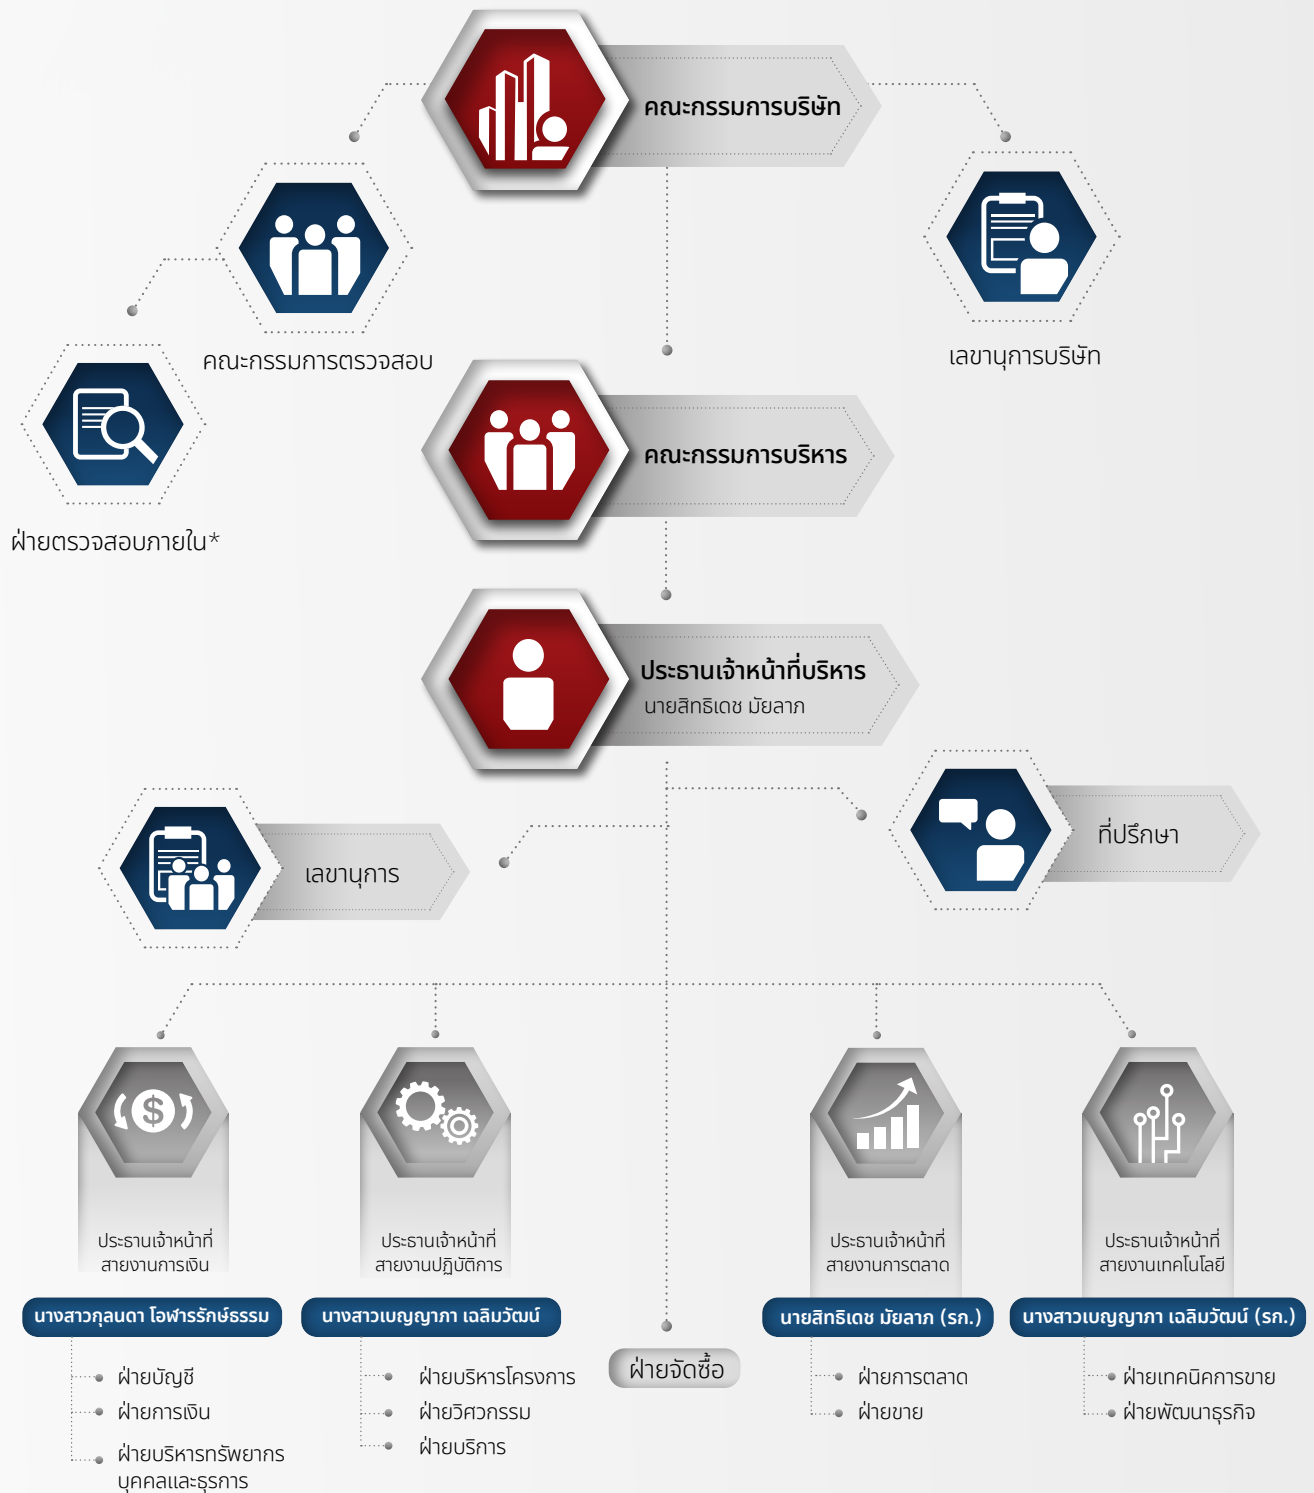 คณะกรรมการบริษัท
คณะกรรมการตรวจสอบ
เลขานุการบริษัท
คณะกรรมการบริหาร
ฝ่ายตรวจสอบภายใน*
ประธานเจ้าหน้าที่บริหาร
นายสิทธิเดช มัยลาภ
ที่ปรึกษา
เลขานุการ
$
ประธานเจ้าหน้าที่
สายงานการเงิน
นางสาวกุลนดา โอฬารรักษ์ธรรม
ฝ่ายบัญชี
ฝ่ายการเงิน
ฝ่ายบริหารทรัพยากร
บุคคลและธุรการ
ประธานเจ้าหน้าที่
สายงานปฏิบัติการ
นางสาวเบญญาภา เฉลิมวัฒน์
ฝ่ายบริหารโครงการ
ฝ่ายวิศวกรรม
ฝ่ายบริการ
ฝ่ายจัดซื้อ
ประธานเจ้าหน้าที่
สายงานการตลาด
นายสิทธิเดช มัยลาภ (รก.)
ฝ่ายการตลาด
ฝ่ายขาย
ประธานเจ้าหน้าที่
สายงานเทคโนโลยี
นางสาวเบญญาภา เฉลิมวัฒน์ (รก.)
ฝ่ายเทคนิคการขาย
ฝ่ายพัฒนาธุรกิจ